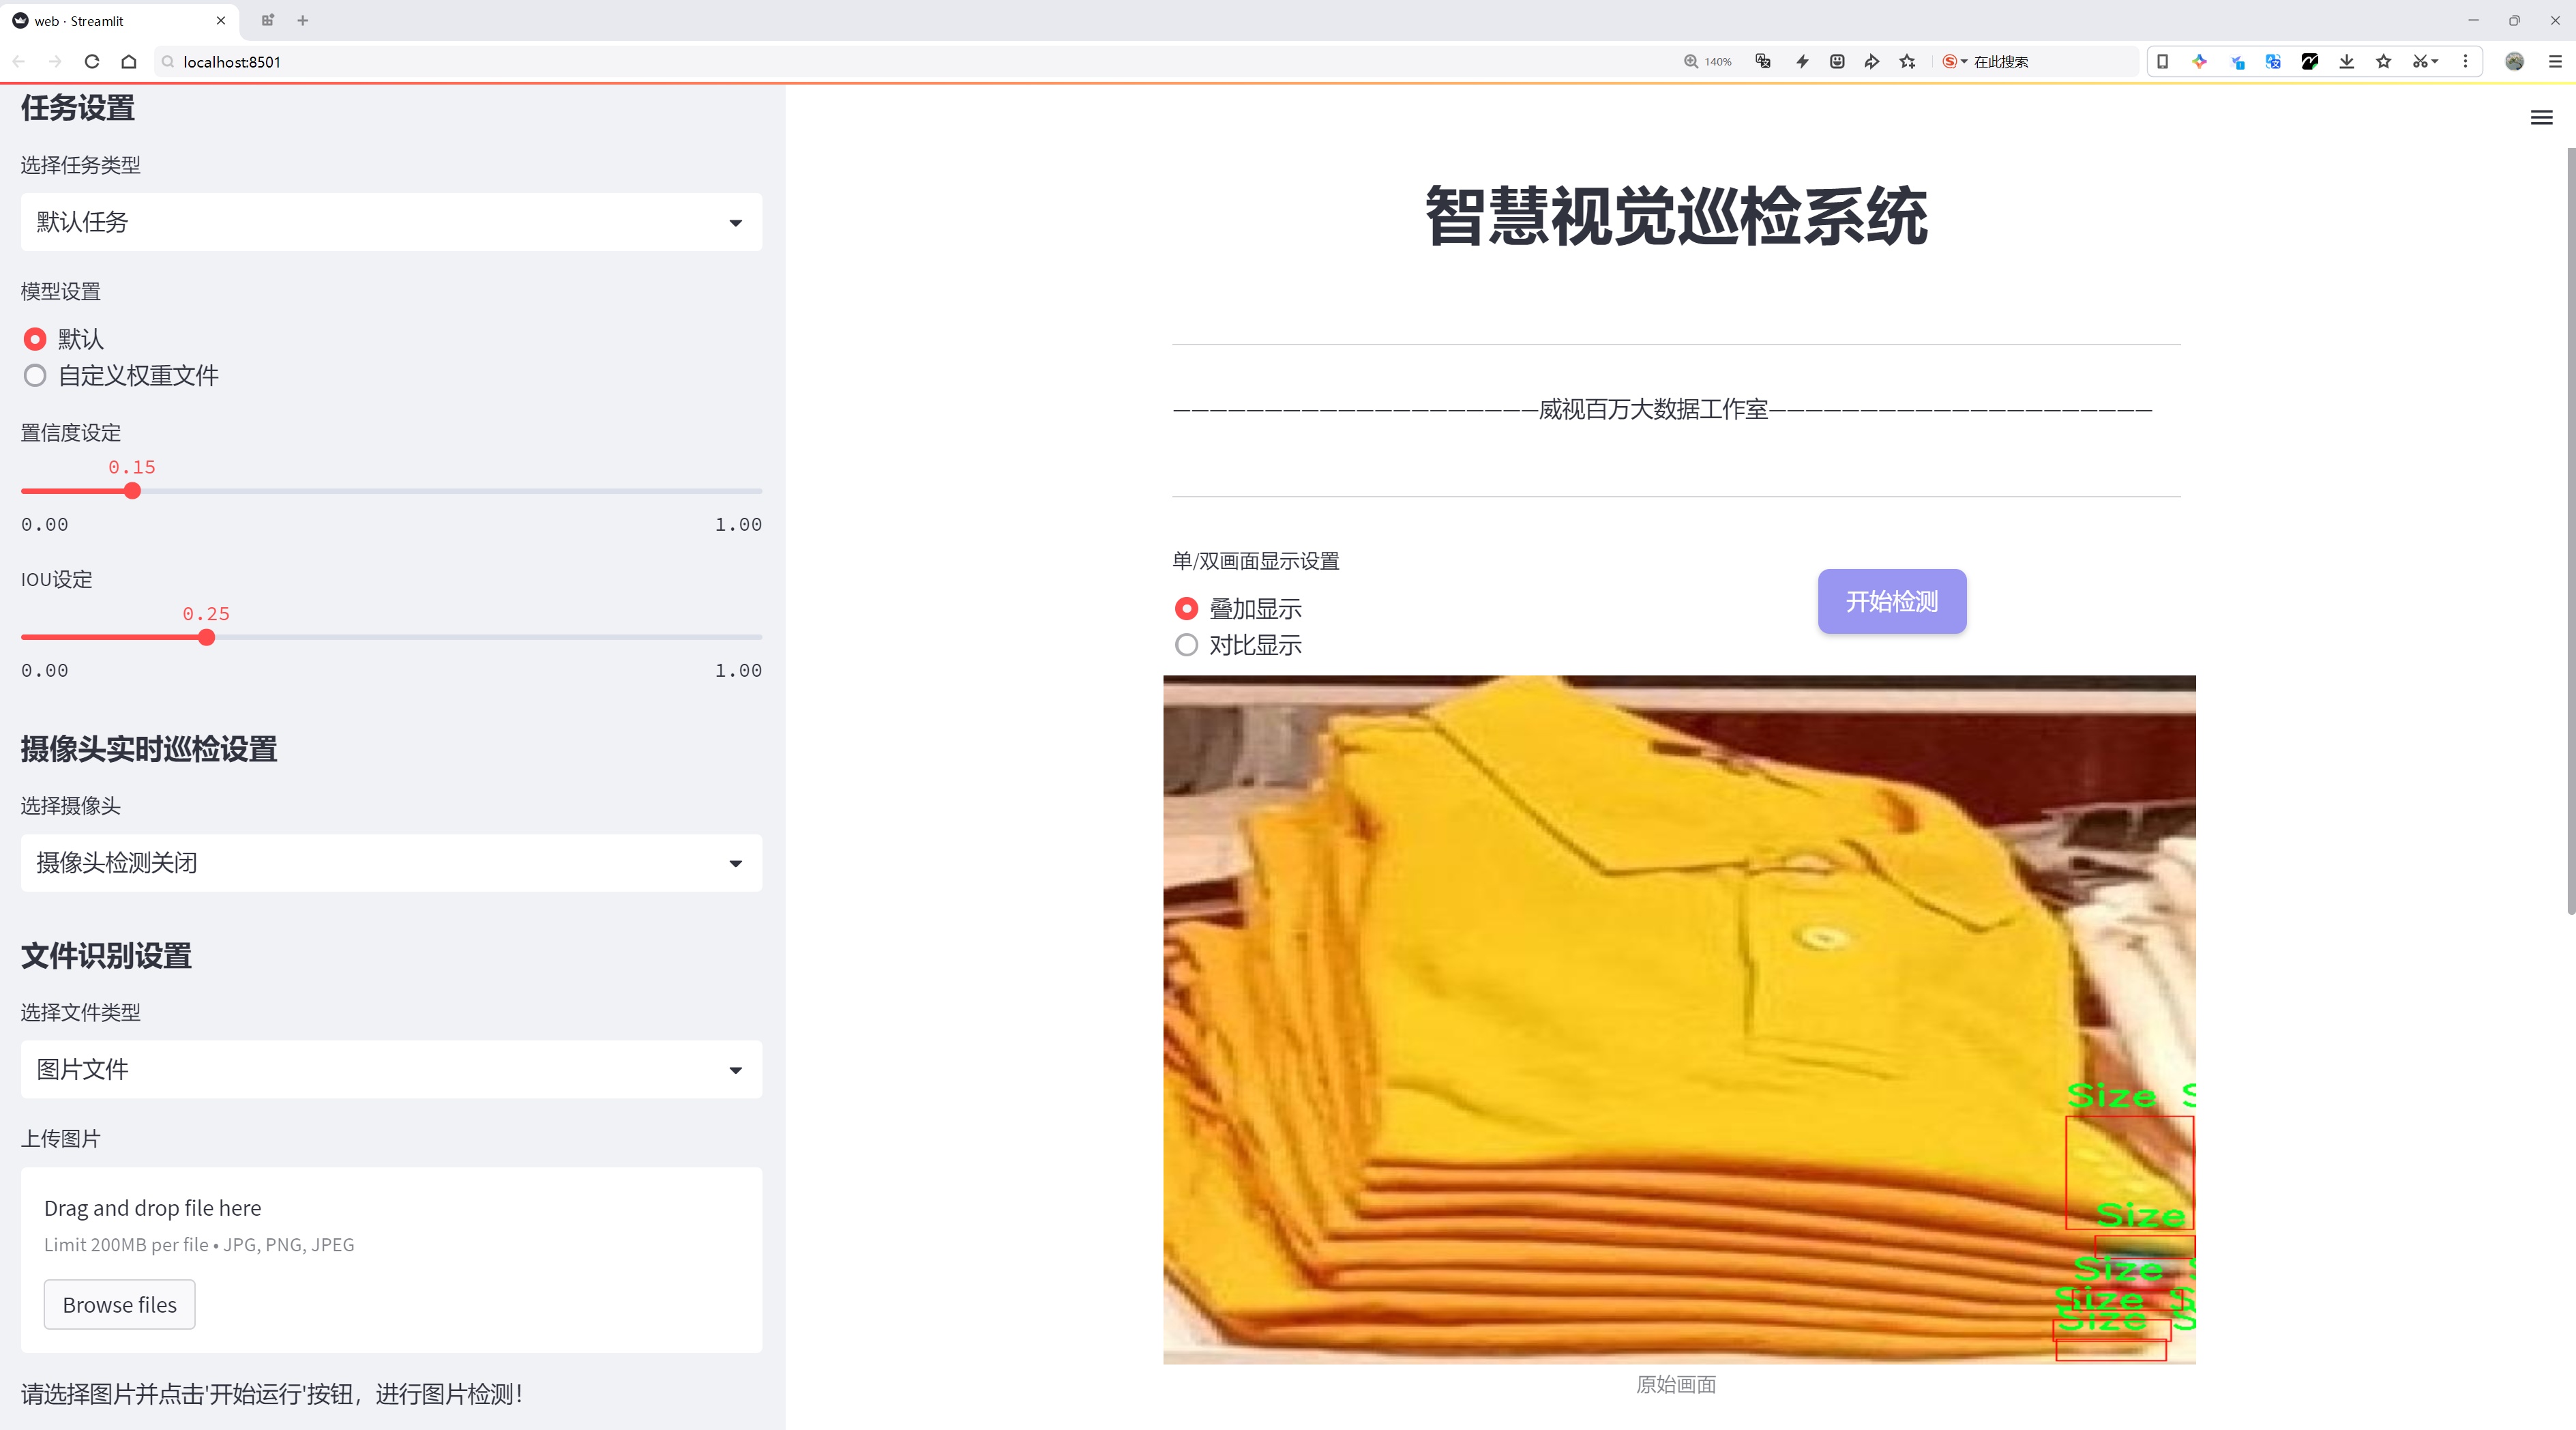 web · Streamlit
localhost:8501
140%
在此搜索
任务设置
选择任务类型
默认任务
模型设置
默认
自定义权重文件
置信度设定
0.15
0.00
1.00
IOU设定
0.25
0.00
1.00
摄像头实时巡检设置
选择摄像头
摄像头检测关闭
文件识别设置
选择文件类型
图片文件
上传图片
Drag and drop file here
Limit 200MB per file • JPG, PNG, JPEG
Browse files
请选择图片并点击'开始运行'按钮，进行图片检测！
智慧视觉巡检系统
————————————————————威视百万大数据工作室—————————————————————
单/双画面显示设置
叠加显示
对比显示
开始检测
Size S
Size
Size S
Size S
Size S
原始画面